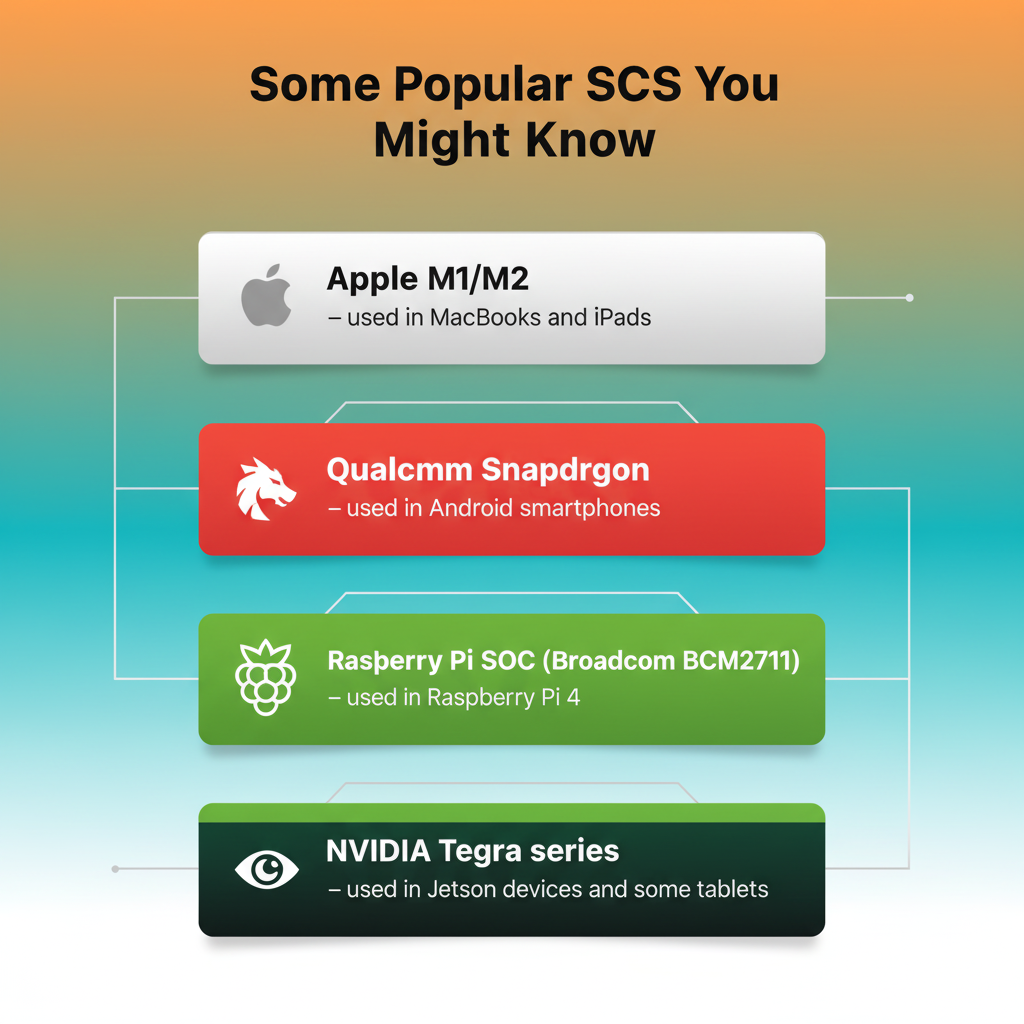 Some Popular SCS You
Might Know
Apple M1/M2
– used in MacBooks and iPads
Qualcmm Snapdrgon
– used in Android smartphones
Rasþerry Pi SOC (Broadcom BCM2711)
– used in Raspberry Pi 4
NVIDIA Tegra series
– used in Jetson devices and some tablets